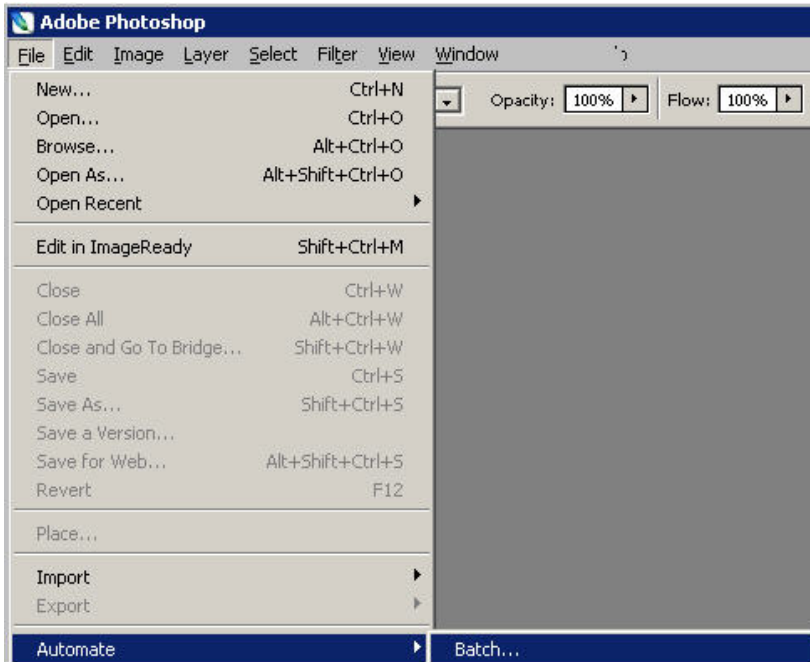 Adobe Photoshop
File Edit Image Layer Select Filter View Window
Opacity: 100% Flow: 100%
New... Ctrl+N
Open... Ctrl+O
Browse... Alt+Ctrl+O
Open As... Alt+Shift+Ctrl+O
Open Recent
Edit in ImageReady Shift+Ctrl+M
Close Ctrl+W
Close All Alt+Ctrl+W
Close and Go To Bridge... Shift+Ctrl+W
Save Ctrl+S
Save As... Shift+Ctrl+S
Save a Version...
Save for Web... Alt+Shift+Ctrl+S
Revert F12
Place...
Import
Export
Automate Batch...